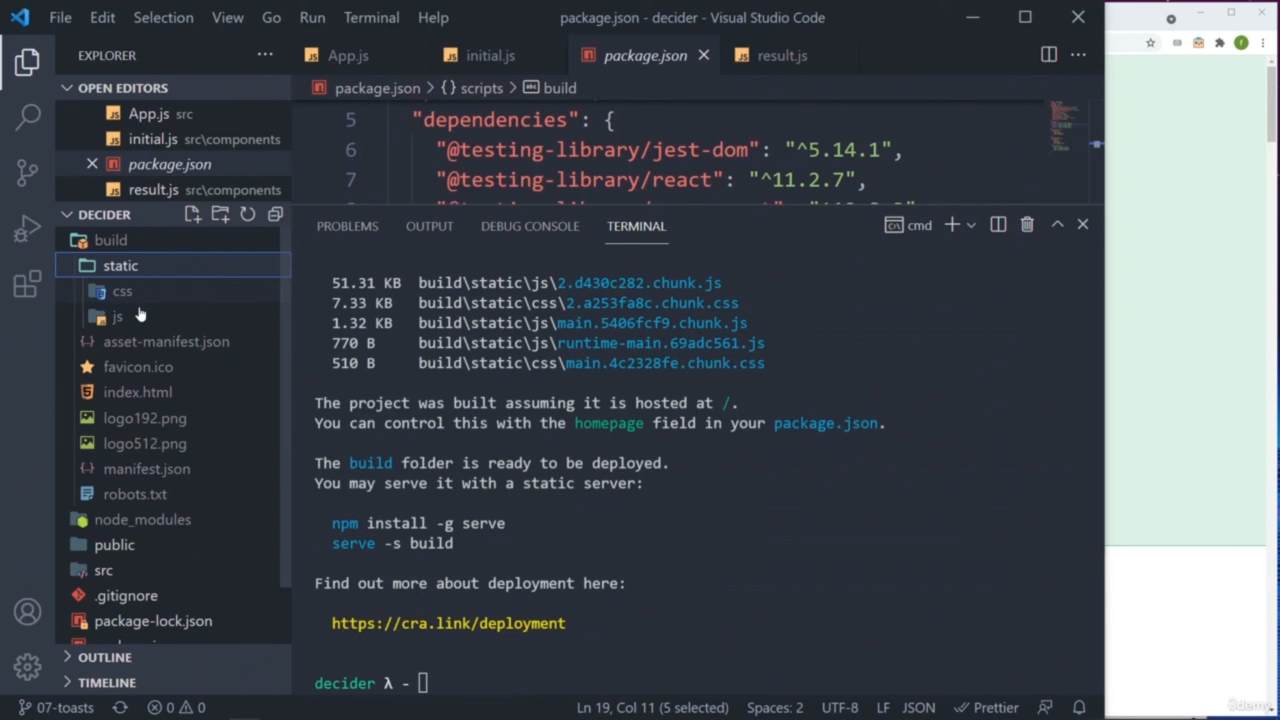 File Edit Selection View Go Run Terminal Help package.json - decider - Visual Studio Code
EXPLORER
App.js initial.js package.json result.js
OPEN EDITORS
package.json > {} scripts > build
App.js src
initial.js src\components
package.json
result.js src\components
5 "dependencies": {
6 "@testing-library/jest-dom": "^5.14.1",
7 "@testing-library/react": "^11.2.7",
DECIDER
build
static
css
js
asset-manifest.json
favicon.ico
index.html
logo192.png
logo512.png
manifest.json
robots.txt
node_modules
public
src
.gitignore
package-lock.json
OUTLINE
TIMELINE
PROBLEMS OUTPUT DEBUG CONSOLE TERMINAL cmd
51.31 KB build\static\js\2.d430c282.chunk.js
7.33 KB build\static\css\2.a253fa8c.chunk.css
1.32 KB build\static\js\main.5406fcf9.chunk.js
770 B build\static\js\runtime-main.69adc561.js
510 B build\static\css\main.4c2328fe.chunk.css
The project was built assuming it is hosted at /.
You can control this with the homepage field in your package.json.
The build folder is ready to be deployed.
You may serve it with a static server:
npm install -g serve
serve -s build
Find out more about deployment here:
https://cra.link/deployment
decider λ -
07-toasts 0 0 Ln 19, Col 11 (5 selected) Spaces: 2 UTF-8 LF JSON Prettier
ûdemy